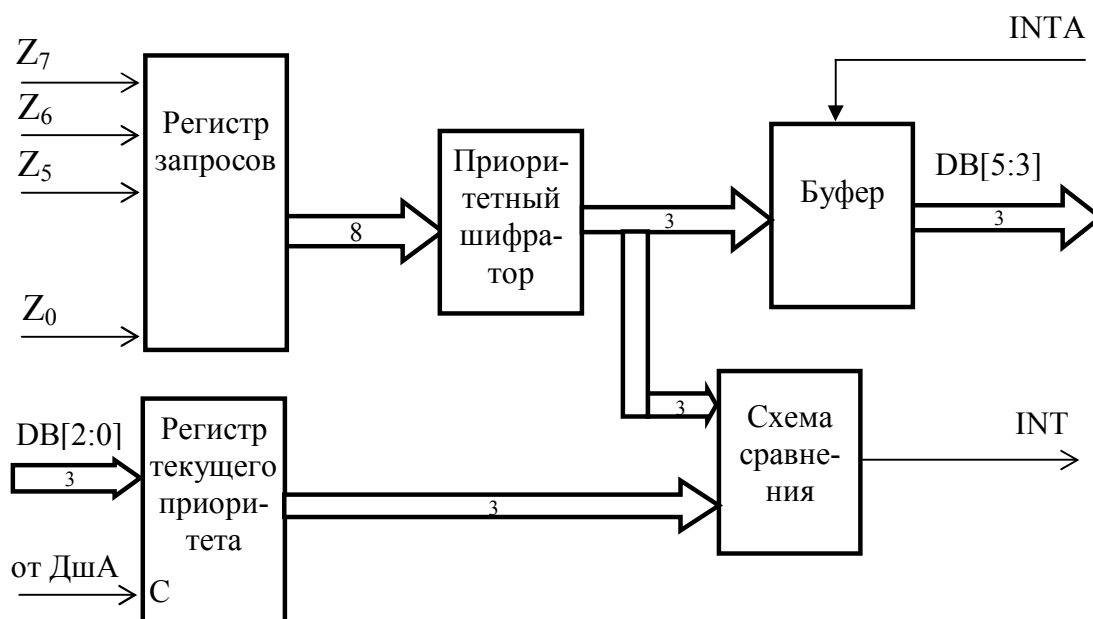 INTA
Z7
Z6
Z5
Z0
Регистр
запросов
8
Приори-
тетный
шифра-
тор
3
Буфер
DB[5:3]
3
3
Схема
сравне-
ния
INT
DB[2:0]
3
Регистр
текущего
приори-
тета
3
от ДшА
C